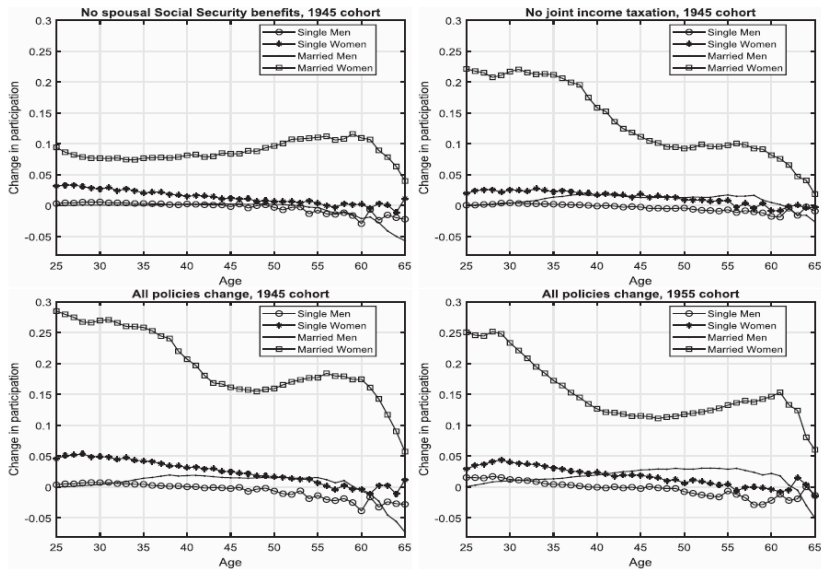 No spousal Social Security benefits, 1945 cohort
0.3
0.25
0.2
0.15
0.1
0.05
0
-0.05
Change in participation
Single Men
Single Women
Married Men
Married Women
25 30 35 40 45 50 55 60 65
Age
No joint income taxation, 1945 cohort
0.3
0.25
0.2
0.15
0.1
0.05
0
-0.05
Change in participation
Single Men
Single Women
Married Men
Married Women
25 30 35 40 45 50 55 60 65
Age
All policies change, 1945 cohort
0.3
0.25
0.2
0.15
0.1
0.05
0
-0.05
Change in participation
Single Men
Single Women
Married Men
Married Women
25 30 35 40 45 50 55 60 65
Age
All policies change, 1955 cohort
0.3
0.25
0.2
0.15
0.1
0.05
0
-0.05
Change in participation
Single Men
Single Women
Married Men
Married Women
25 30 35 40 45 50 55 60 65
Age